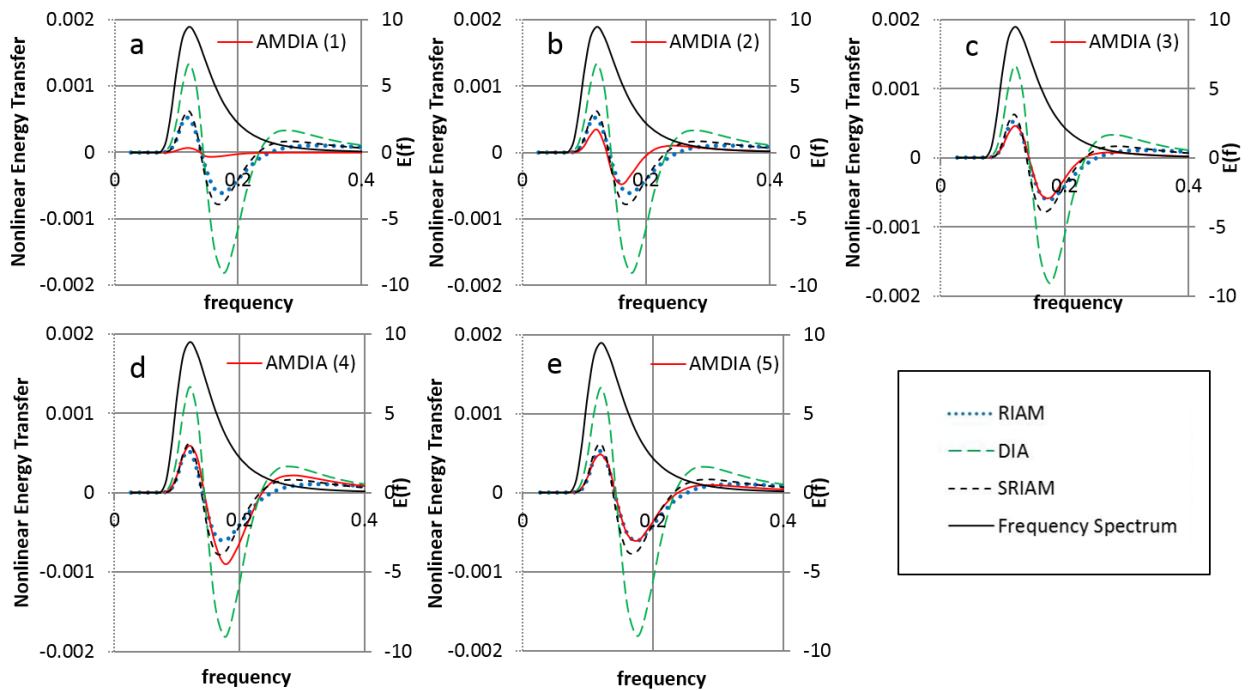 a
AMDIA (1)
0.002
0.001
0
-0.001
-0.002
10
5
0
-5
-10
0
0.2
0.4
Nonlinear Energy Transfer
E(f)
frequency
b
AMDIA (2)
0.002
0.001
0
-0.001
-0.002
10
5
0
-5
-10
0
0.2
0.4
Nonlinear Energy Transfer
E(f)
frequency
c
AMDIA (3)
0.002
0.001
0
-0.001
-0.002
10
5
0
-5
-10
0
0.2
0.4
Nonlinear Energy Transfer
E(f)
frequency
d
AMDIA (4)
0.002
0.001
0
-0.001
-0.002
10
5
0
-5
-10
0
0.2
0.4
Nonlinear Energy Transfer
E(f)
frequency
e
AMDIA (5)
0.002
0.001
0
-0.001
-0.002
10
5
0
-5
-10
0
0.2
0.4
Nonlinear Energy Transfer
E(f)
frequency
RIAM
DIA
SRIAM
Frequency Spectrum